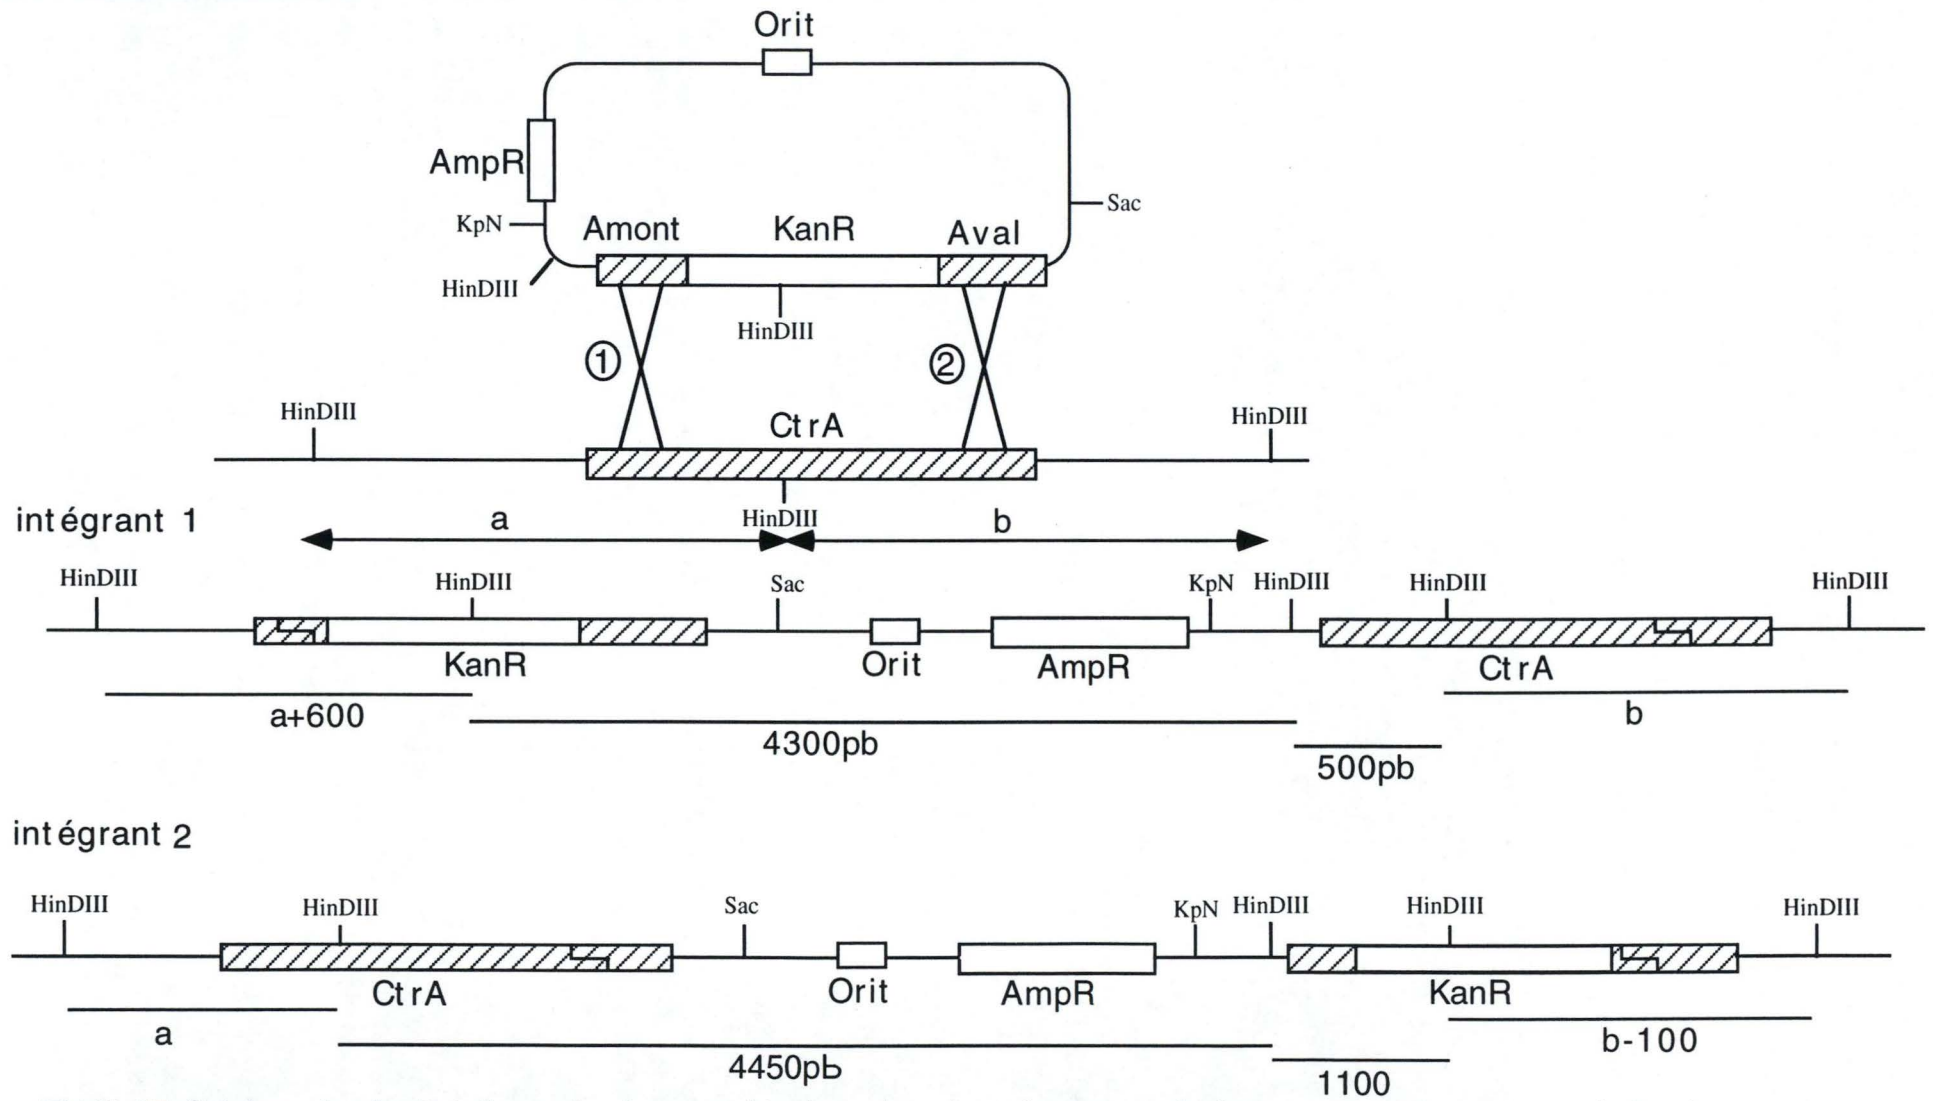 Orit
AmpR
KpN
Sac
Amont KanR Aval
HinDIII
HinDIII
1 2
HinDIII CtrA HinDIII
intégrant 1
a HinDIII b
HinDIII HinDIII Sac KpN HinDIII HinDIII HinDIII
KanR Orit AmpR CtrA
a+600 b
4300pb
500pb
intégrant 2
HinDIII HinDIII Sac KpN HinDIII HinDIII HinDIII
CtrA Orit AmpR KanR
a b-100
4450pb
1100